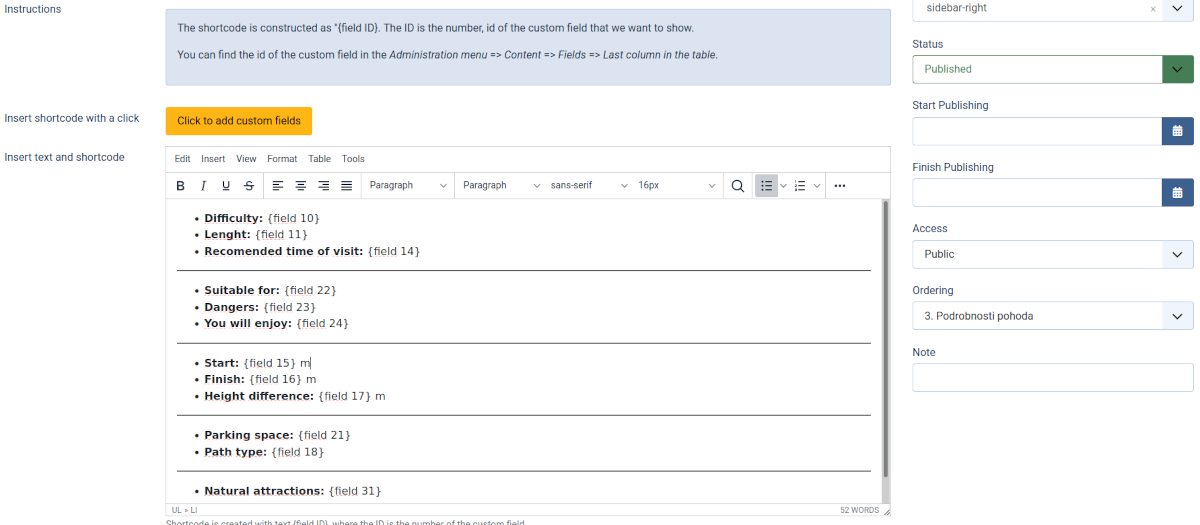 Instructions
The shortcode is constructed as "{field ID}. The ID is the number, id of the custom field that we want to show.
You can find the id of the custom field in the Administration menu => Content => Fields => Last column in the table.
Insert shortcode with a click
Click to add custom fields
Insert text and shortcode
Edit Insert View Format Table Tools
B I U S Paragraph Paragraph sans-serif 16px
• Difficulty: {field 10}
• Lenght: {field 11}
• Recomended time of visit: {field 14}
• Suitable for: {field 22}
• Dangers: {field 23}
• You will enjoy: {field 24}
• Start: {field 15} m
• Finish: {field 16} m
• Height difference: {field 17} m
• Parking space: {field 21}
• Path type: {field 18}
• Natural attractions: {field 31}
UL » LI 52 WORDS
Shortcode is created with text {field ID}, where the ID is the number of the custom field.
sidebar-right ×
Status
Published
Start Publishing
Finish Publishing
Access
Public
Ordering
3. Podrobnosti pohoda
Note